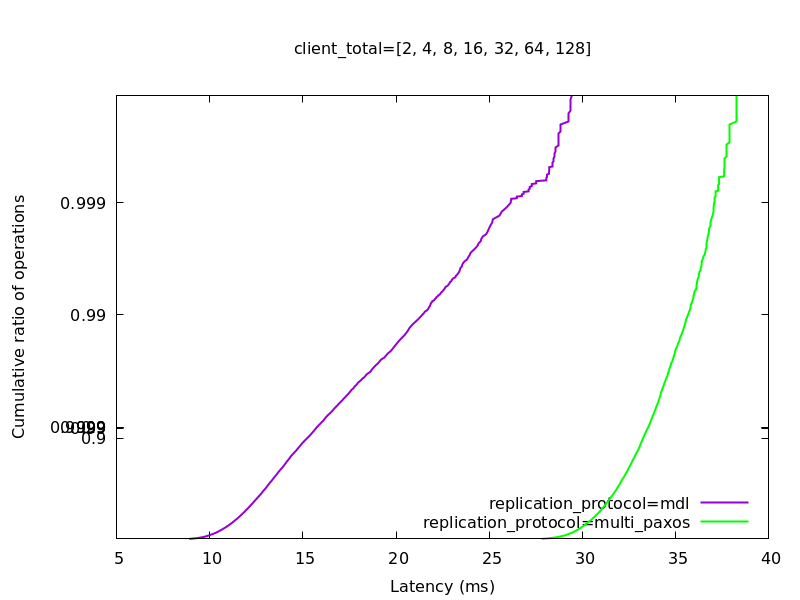 client_total=[2, 4, 8, 16, 32, 64, 128]
Cumulative ratio of operations
0.999
0.99
0.9
replication_protocol=mdl
replication_protocol=multi_paxos
5 10 15 20 25 30 35 40
Latency (ms)